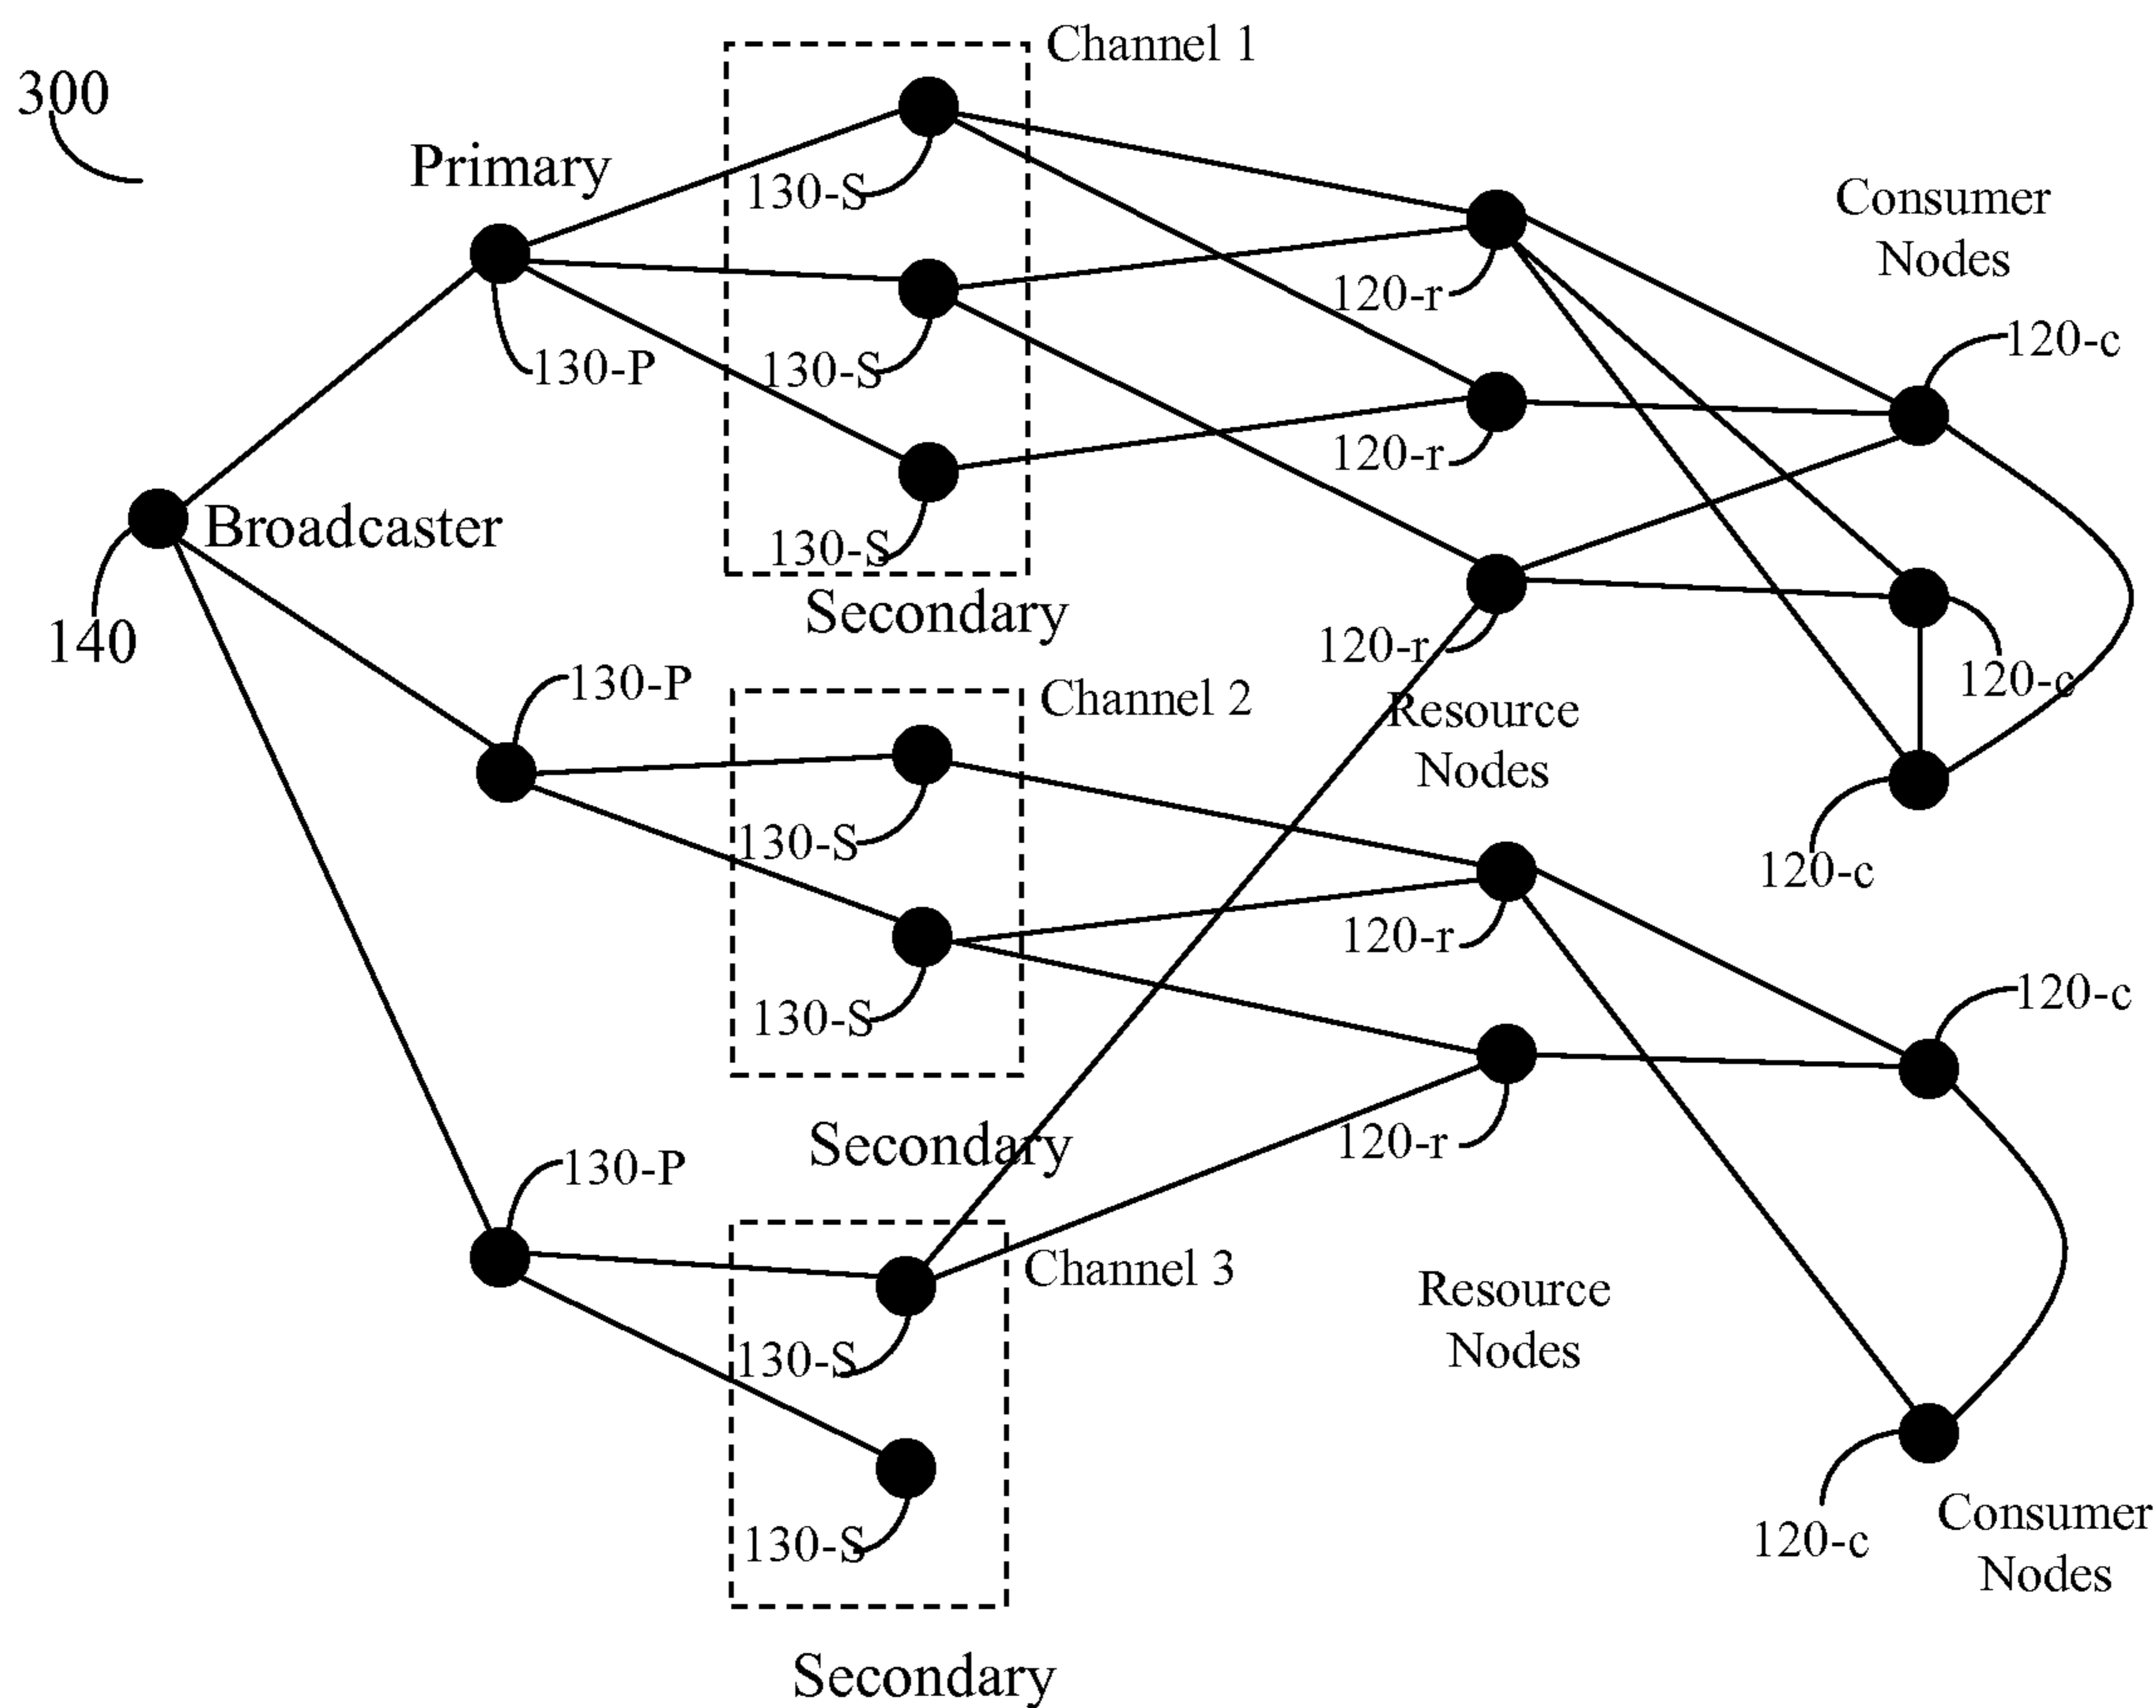 Channel 1
300
Primary
130-S
Consumer
Nodes
120-r
120-c
130-P
130-S
120-r
Broadcaster
130-S
Secondary
140
120-r
120-c
130-P
Channel 2
Resource
Nodes
130-S
120-c
120-r
120-c
130-S
Secondary
120-r
130-P
Channel 3
Resource
Nodes
130-S
Consumer
Nodes
120-c
130-S
Secondary